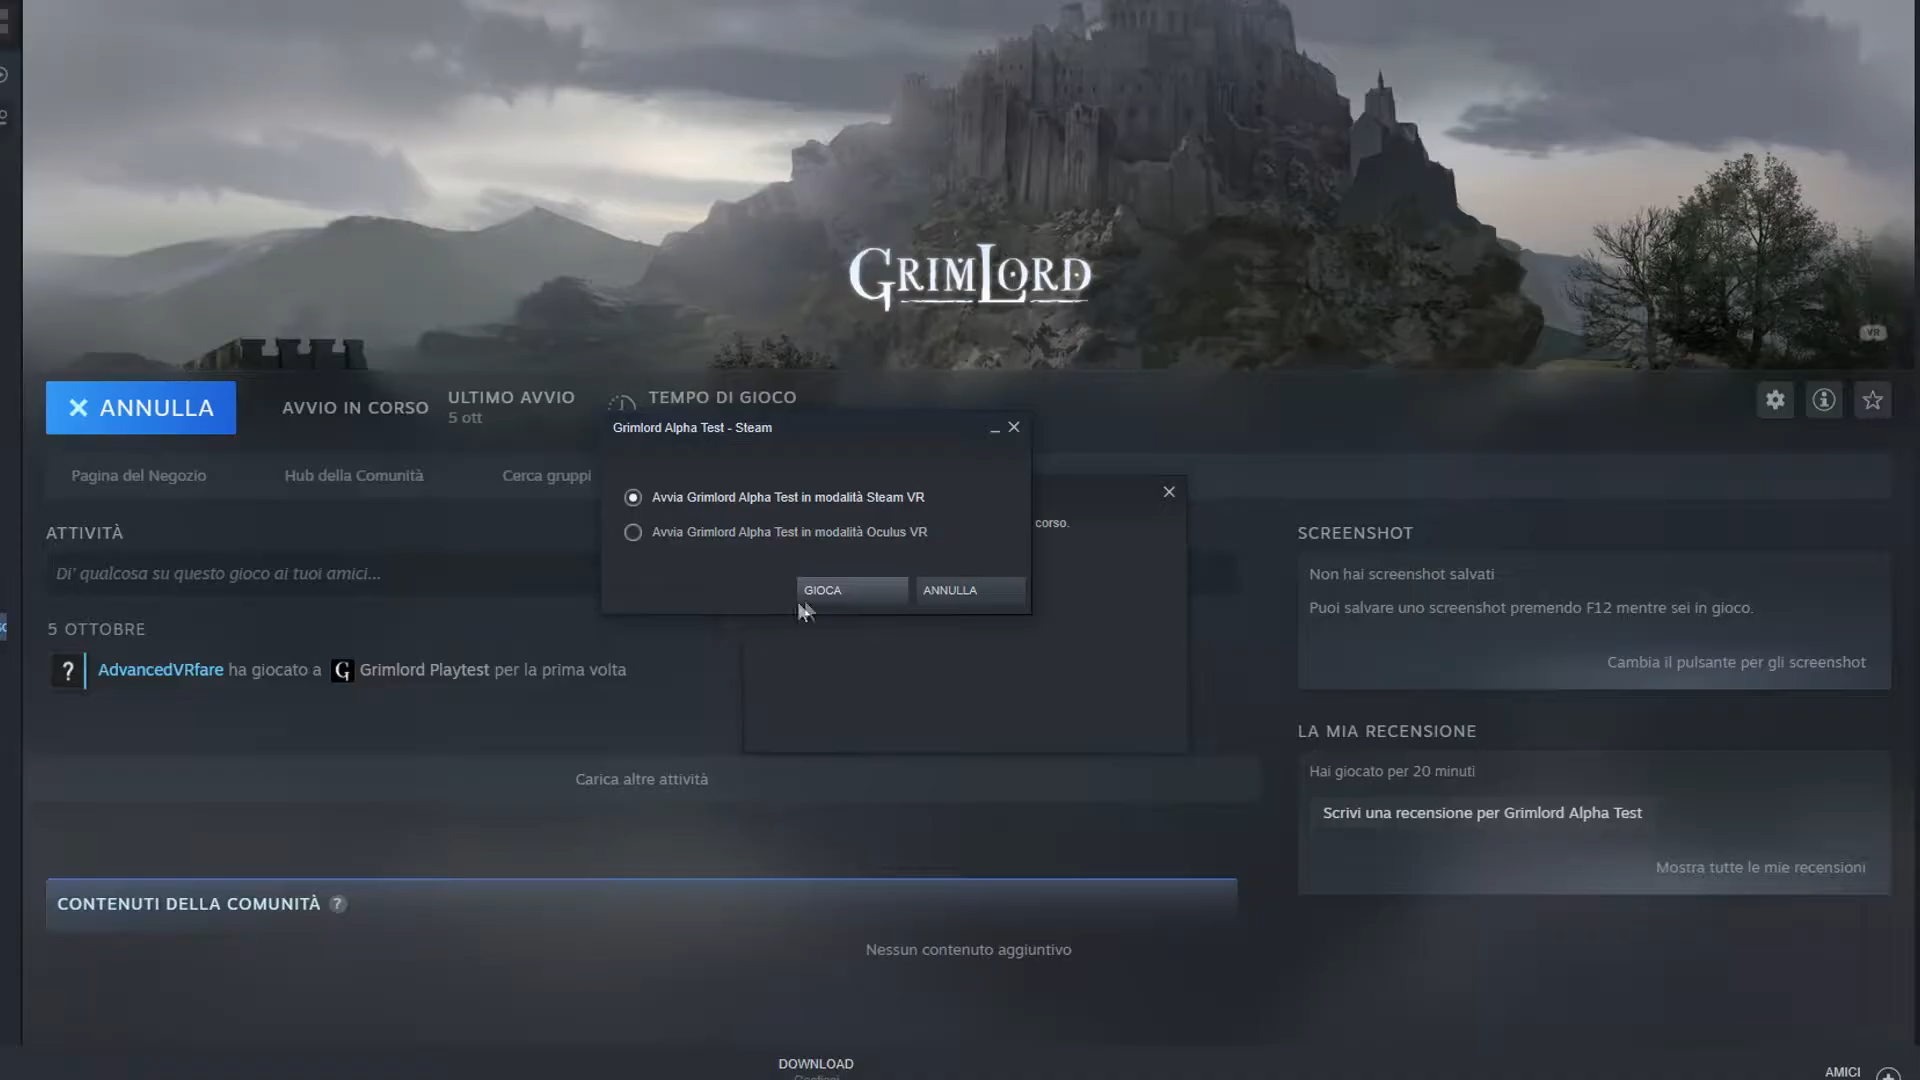 GRIMLORD
VR
ANNULLA
AVVIO IN CORSO
ULTIMO AVVIO
5 ott
TEMPO DI GIOCO
Grimlord Alpha Test - Steam
Pagina del Negozio
Hub della Comunità
Cerca gruppi
Avvia Grimlord Alpha Test in modalità Steam VR
Avvia Grimlord Alpha Test in modalità Oculus VR
corso.
GIOCA
ANNULLA
ATTIVITÀ
Di' qualcosa su questo gioco ai tuoi amici...
5 OTTOBRE
? AdvancedVRfare ha giocato a G Grimlord Playtest per la prima volta
Carica altre attività
CONTENUTI DELLA COMUNITÀ ?
Nessun contenuto aggiuntivo
SCREENSHOT
Non hai screenshot salvati
Puoi salvare uno screenshot premendo F12 mentre sei in gioco.
Cambia il pulsante per gli screenshot
LA MIA RECENSIONE
Hai giocato per 20 minuti
Scrivi una recensione per Grimlord Alpha Test
Mostra tutte le mie recensioni
DOWNLOAD
AMICI